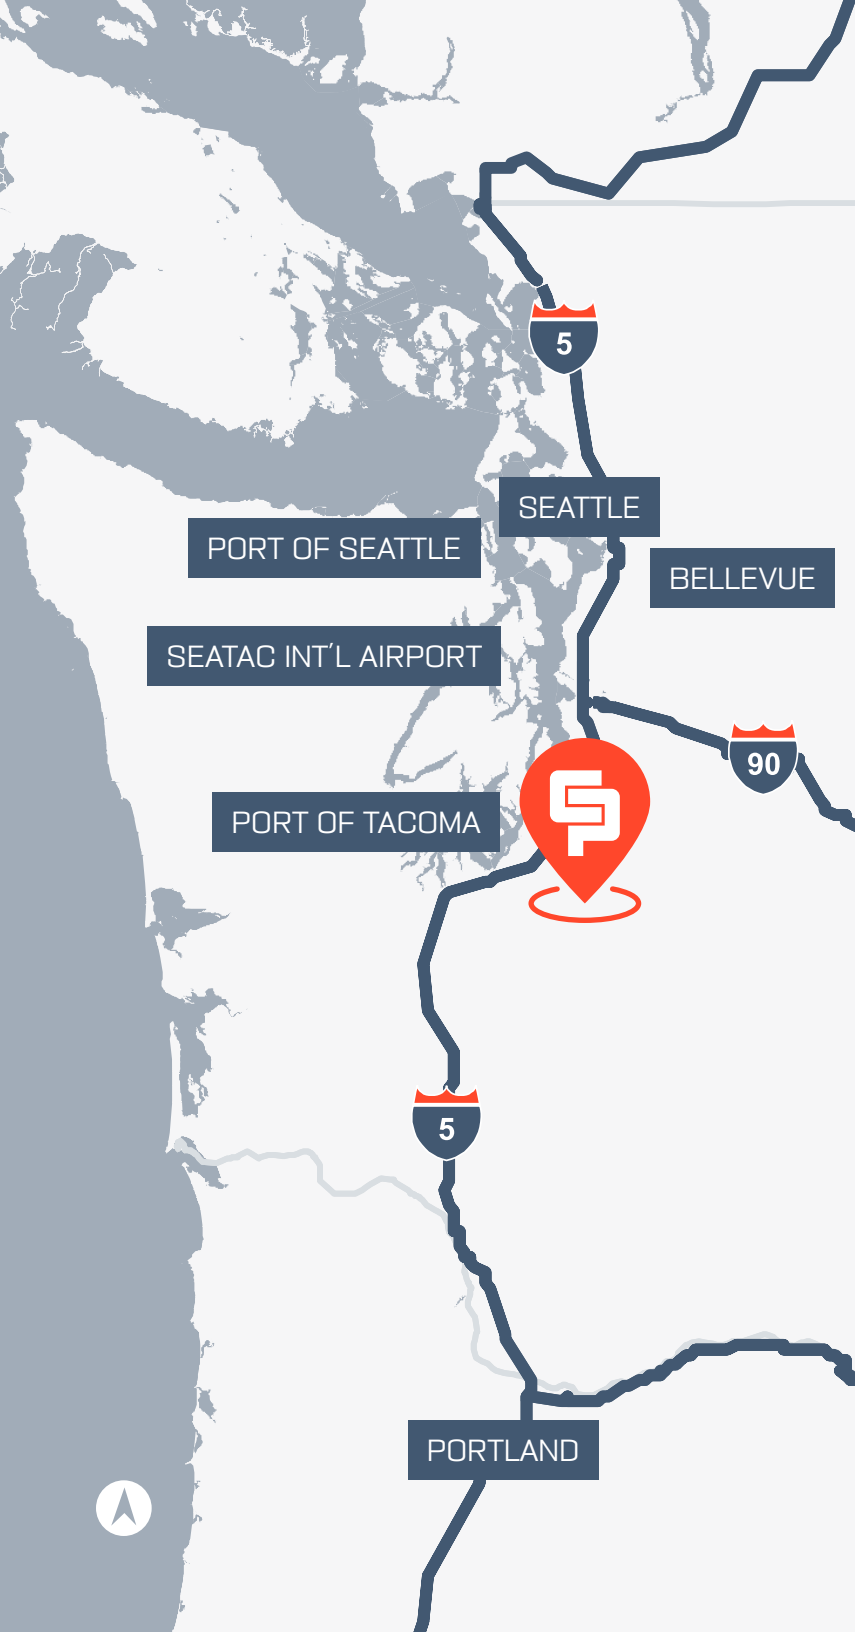 5
SEATTLE
PORT OF SEATTLE
BELLEVUE
SEATAC INT'L AIRPORT
90
PORT OF TACOMA
5
PORTLAND